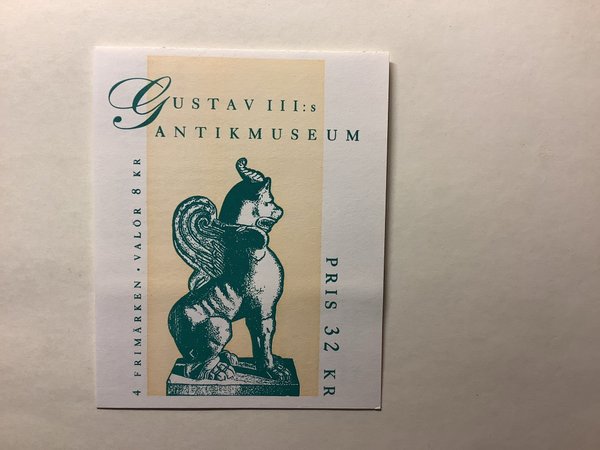 GUSTAV III:s
ANTIKMUSEUM
4 FRIMÄRKEN · VALÖR 8 KR
PRIS 32 KR